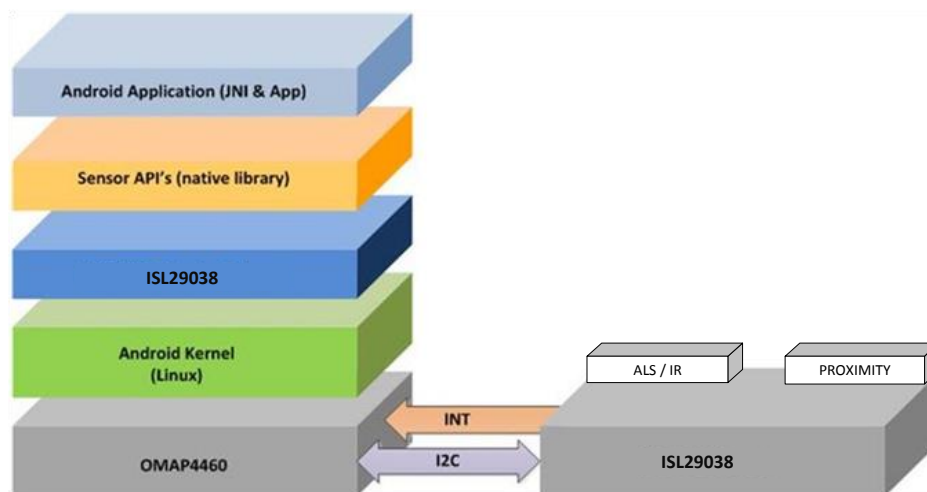 Android Application (JNI & App)
Sensor API's (native library)
ISL29038
Android Kernel
(Linux)
ALS / IR
PROXIMITY
INT
I2C
OMAP4460
ISL29038